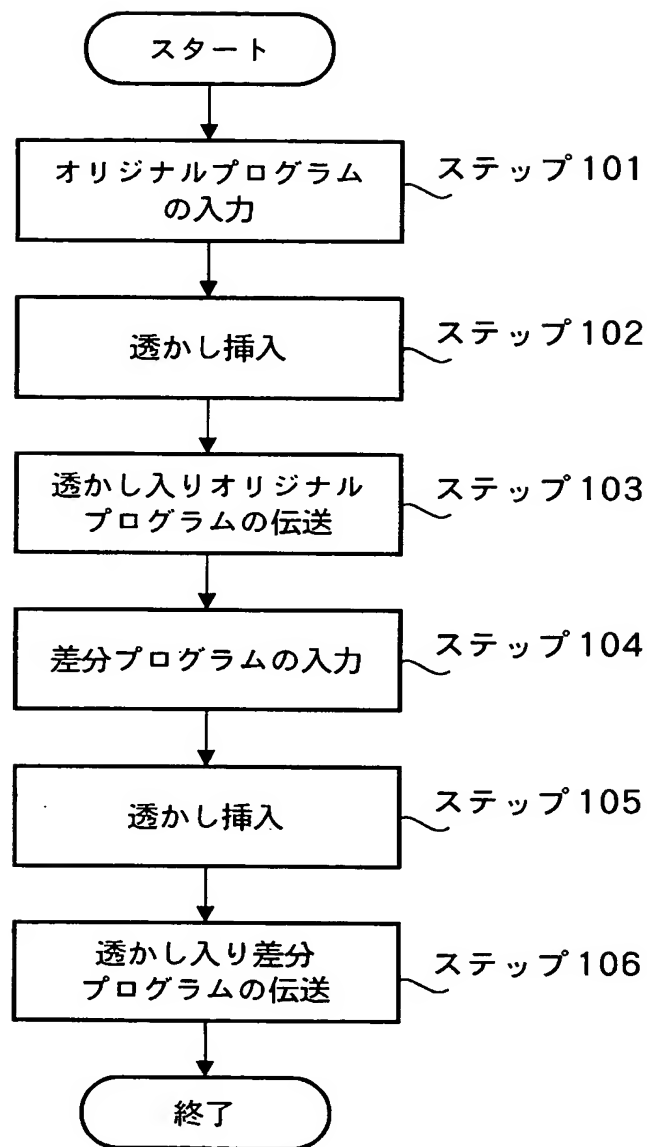 スタート
オリジナルプログラム
の入力
ステップ101
透かし挿入
ステップ102
透かし入りオリジナル
プログラムの伝送
ステップ103
差分プログラムの入力
ステップ104
透かし挿入
ステップ105
透かし入り差分
プログラムの伝送
ステップ106
終了